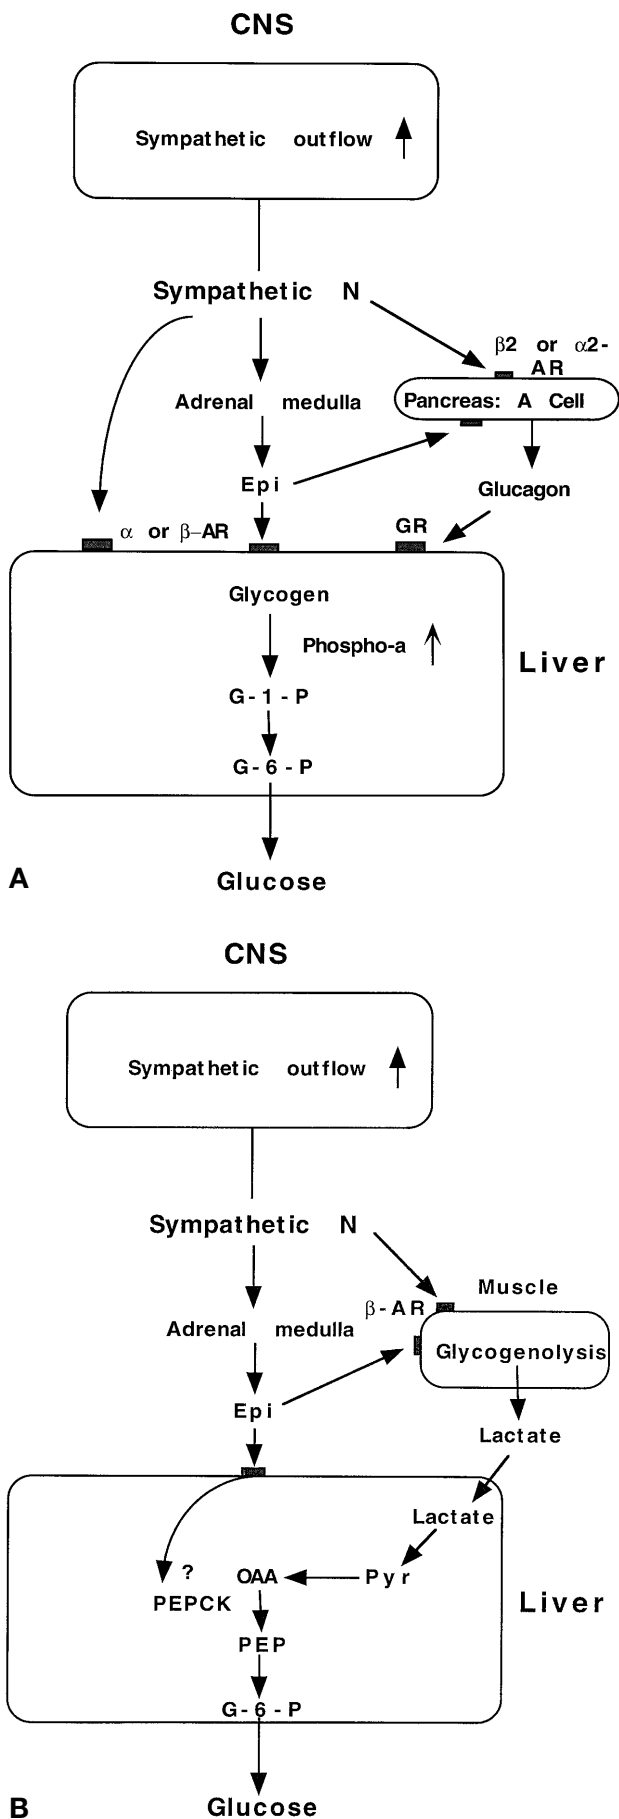 CNS
Sympathetic outflow
Sympathetic N
β2 or α2-
AR
Adrenal medulla
Pancreas: A Cell
Epi
Glucagon
α or β–AR
GR
Glycogen
Phospho-a
Liver
G-1-P
G-6-P
A
Glucose
CNS
Sympathetic outflow
Sympathetic N
Muscle
β-AR
Adrenal medulla
Glycogenolysis
Epi
Lactate
Lactate
?
OAA
Pyr
PEPCK
Liver
PEP
G-6-P
B
Glucose